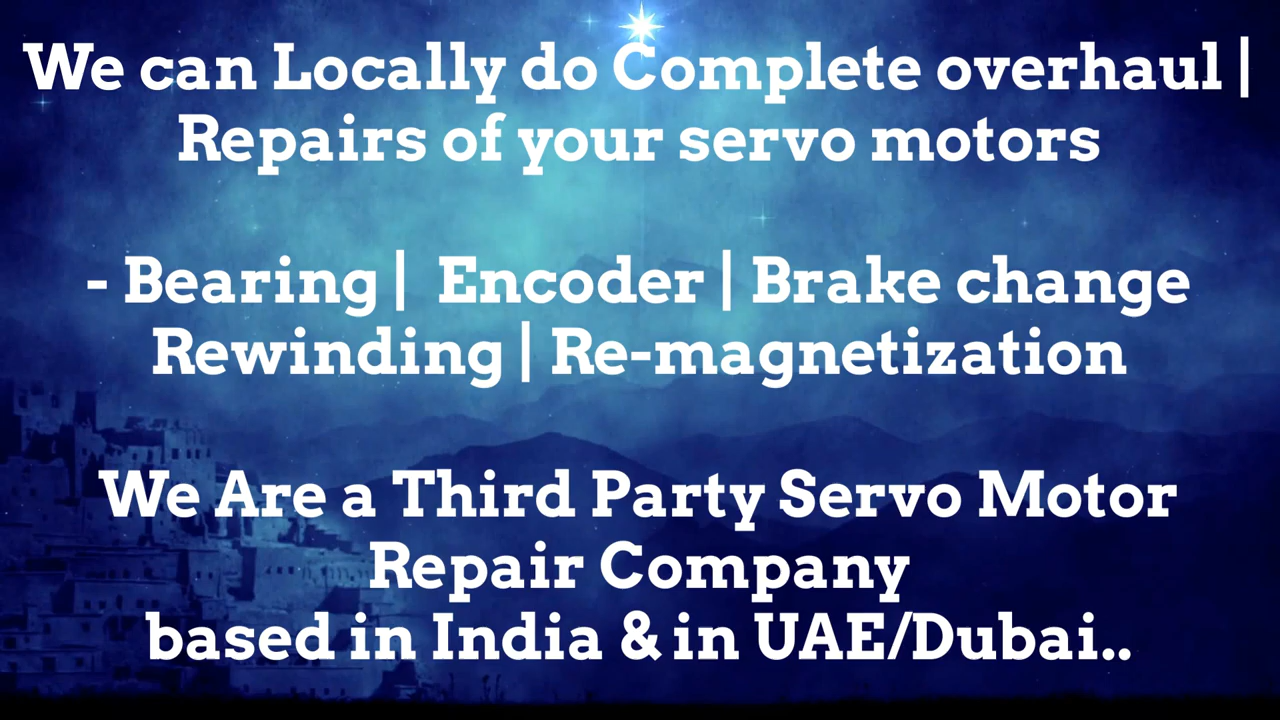 We can Locally do Complete overhaul |
Repairs of your servo motors
- Bearing | Encoder | Brake change
Rewinding | Re-magnetization
We Are a Third Party Servo Motor
Repair Company
based in India & in UAE/Dubai..